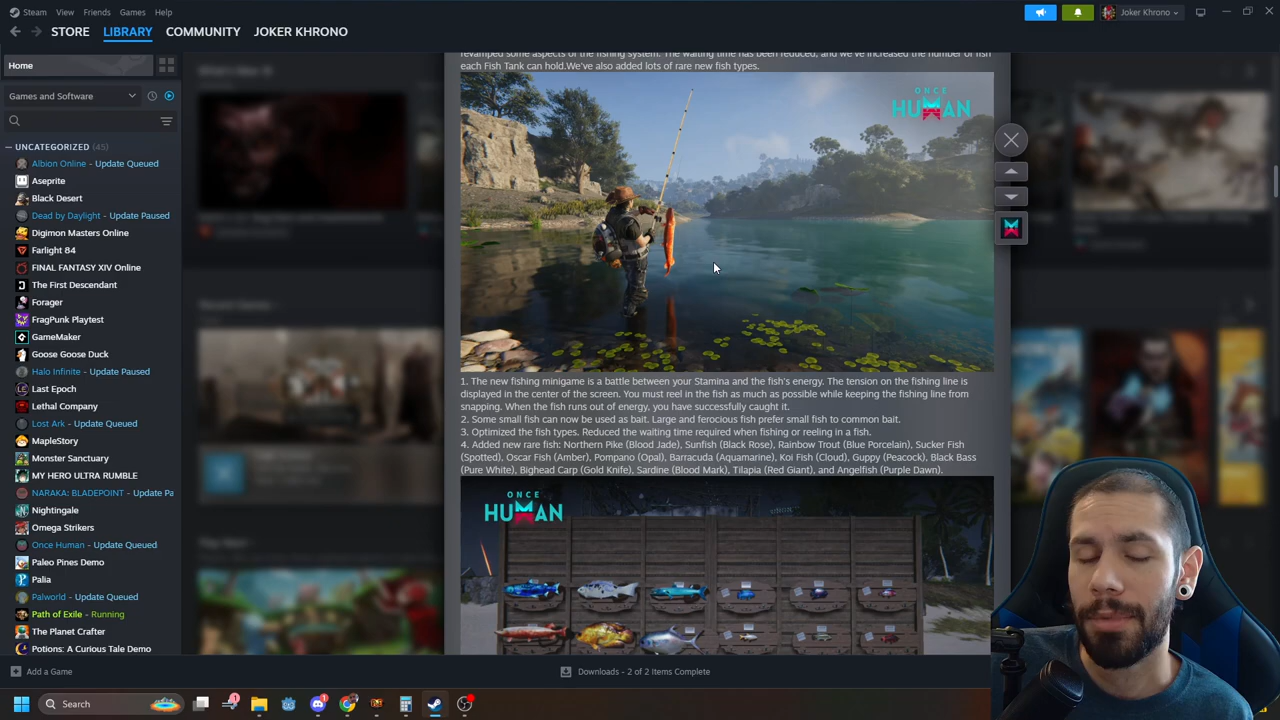 Steam View Friends Games Help
Joker Khrono
STORE LIBRARY COMMUNITY JOKER KHRONO
Home
Games and Software
UNCATEGORIZED (45)
Albion Online - Update Queued
Aseprite
Black Desert
Dead by Daylight - Update Paused
Digimon Masters Online
Farlight 84
FINAL FANTASY XIV Online
The First Descendant
Forager
FragPunk Playtest
GameMaker
Goose Goose Duck
Halo Infinite - Update Paused
Last Epoch
Lethal Company
Lost Ark - Update Queued
MapleStory
Monster Sanctuary
MY HERO ULTRA RUMBLE
NARAKA: BLADEPOINT - Update Pa
Nightingale
Omega Strikers
Once Human - Update Queued
Paleo Pines Demo
Palia
Palworld - Update Queued
Path of Exile - Running
The Planet Crafter
Potions: A Curious Tale Demo
revamped some aspects of the fishing system. The waiting time has been reduced, and we've increased the number of fish
each Fish Tank can hold.We've also added lots of rare new fish types.
ONCE
HUMAN
1. The new fishing minigame is a battle between your Stamina and the fish's energy. The tension on the fishing line is
displayed in the center of the screen. You must reel in the fish as much as possible while keeping the fishing line from
snapping. When the fish runs out of energy, you have successfully caught it.
2. Some small fish can now be used as bait. Large and ferocious fish prefer small fish to common bait.
3. Optimized the fish types. Reduced the waiting time required when fishing or reeling in a fish.
4. Added new rare fish: Northern Pike (Blood Jade), Sunfish (Black Rose), Rainbow Trout (Blue Porcelain), Sucker Fish
(Spotted), Oscar Fish (Amber), Pompano (Opal), Barracuda (Aquamarine), Koi Fish (Cloud), Guppy (Peacock), Black Bass
(Pure White), Bighead Carp (Gold Knife), Sardine (Blood Mark), Tilapia (Red Giant), and Angelfish (Purple Dawn).
ONCE
HUMAN
Add a Game
Downloads - 2 of 2 Items Complete
Search